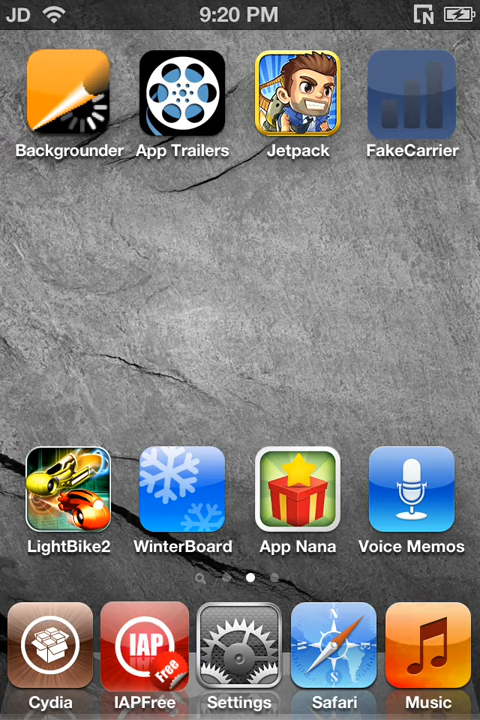 JD 9:20 PM N
Backgrounder App Trailers Jetpack FakeCarrier
LightBike2 WinterBoard App Nana Voice Memos
IAP
Free
N
S
Cydia IAPFree Settings Safari Music